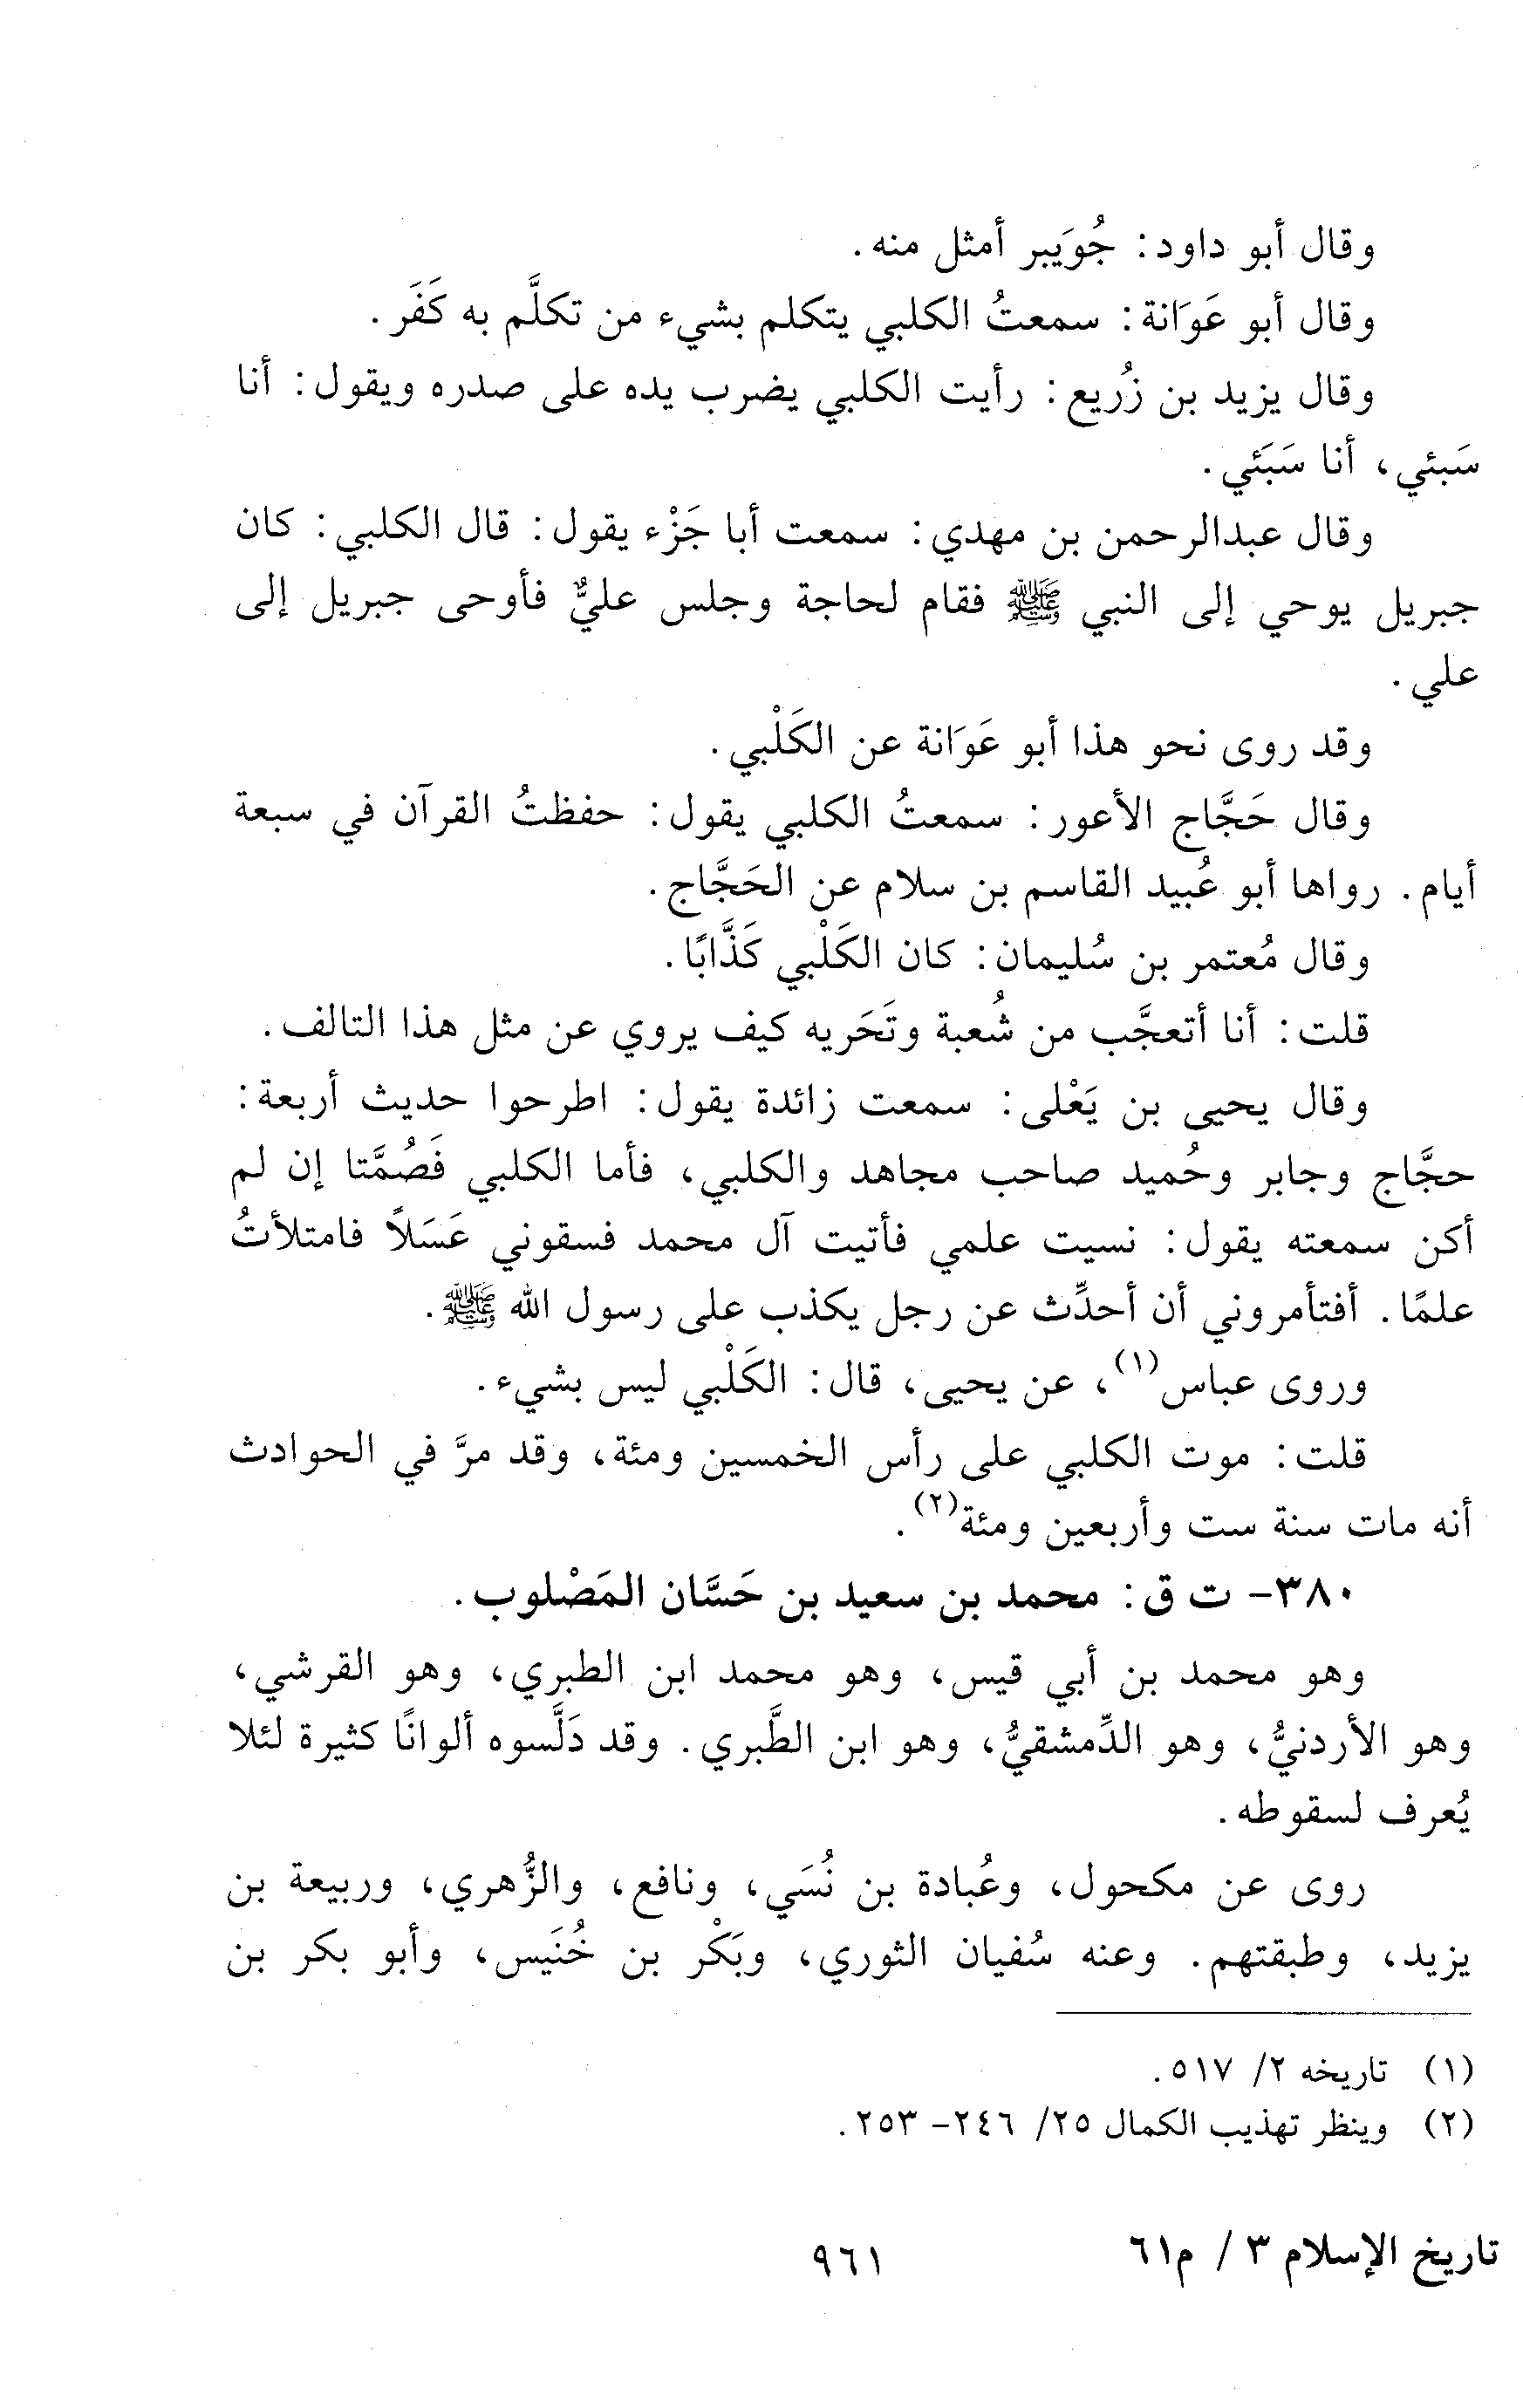 وقال أبو داود: جُوَيبر أمثل منه.
وقال أبو عَوَانة: سمعتُ الكلبي يتكلم بشيء من تكلَّم به كَفَر.
وقال يزيد بن زُريع: رأيت الكلبي يضرب يده على صدره ويقول: أنا
سَبئي، أنا سَبَئي.
وقال عبدالرحمن بن مهدي: سمعت أبا جَزْء يقول: قال الكلبي: كان
جبريل يوحي إلى النبي ﷺ فقام لحاجة وجلس عليٌّ فأوحى جبريل إلى
علي.
وقد روى نحو هذا أبو عَوَانة عن الكَلْبي.
وقال حَجَّاج الأعور: سمعتُ الكلبي يقول: حفظتُ القرآن في سبعة
أيام. رواها أبو عُبيد القاسم بن سلام عن الحَجَّاج.
وقال مُعتمر بن سُليمان: كان الكَلْبي كَذَّابًا.
قلت: أنا أتعجَّب من شُعبة وتَحَريه كيف يروي عن مثل هذا التالف.
وقال يحيى بن يَعْلى: سمعت زائدة يقول: اطرحوا حديث أربعة:
حجَّاج وجابر وحُميد صاحب مجاهد والكلبي، فأما الكلبي فَصُمَّتا إن لم
أكن سمعته يقول: نسيت علمي فأتيت آل محمد فسقوني عَسَلاً فامتلأتُ
علمًا. أفتأمروني أن أحدِّث عن رجل يكذب على رسول الله ﷺ.
وروى عباس(١)، عن يحيى، قال: الكَلْبي ليس بشيء.
قلت: موت الكلبي على رأس الخمسين ومئة، وقد مرَّ في الحوادث
أنه مات سنة ست وأربعين ومئة(٢).
٣٨٠- ت ق: محمد بن سعيد بن حَسَّان المَصْلوب.
وهو محمد بن أبي قيس، وهو محمد ابن الطبري، وهو القرشي،
وهو الأردنيُّ، وهو الدِّمشقيُّ، وهو ابن الطَّبري. وقد دَلَّسوه ألوانًا كثيرة لئلا
يُعرف لسقوطه.
روى عن مكحول، وعُبادة بن نُسَي، ونافع، والزُّهري، وربيعة بن
يزيد، وطبقتهم. وعنه سُفيان الثوري، وبَكْر بن خُنَيس، وأبو بكر بن
(١) تاريخه ٢/ ٥١٧.
(٢) وينظر تهذيب الكمال ٢٥/ ٢٤٦- ٢٥٣.
تاريخ الإسلام ٣ / م٦١
٩٦١